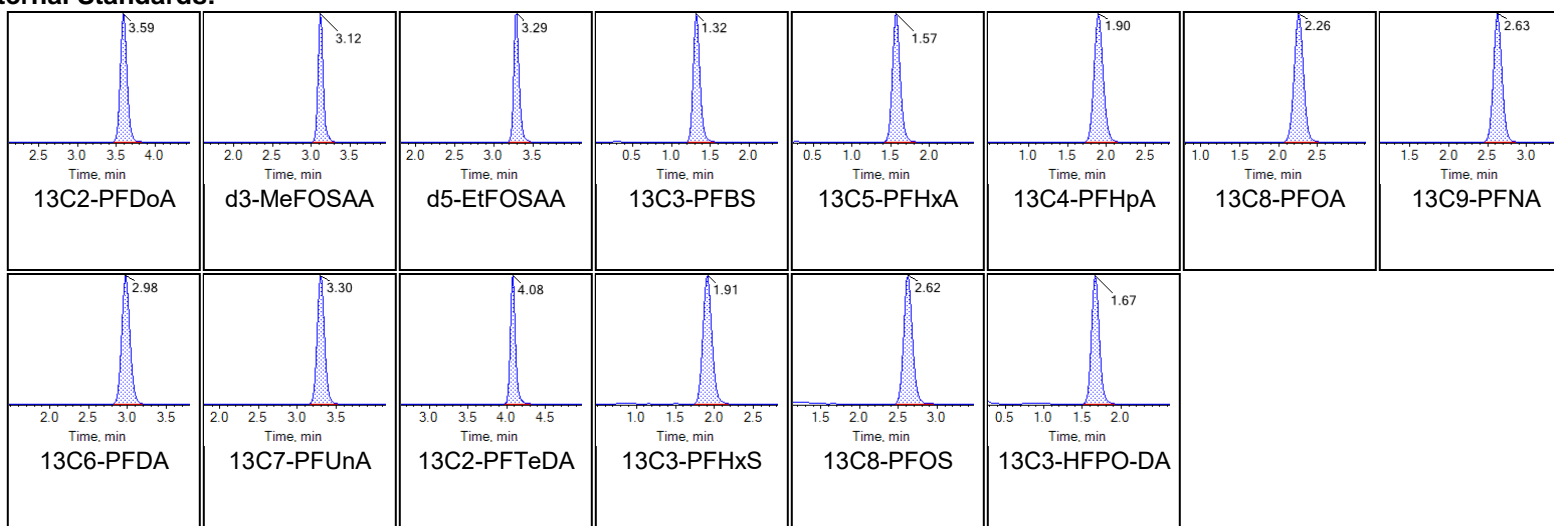 ternal Standards:
3.59 3.12 3.29 1.32 1.57 1.90 2.26 2.63
2.5 3.0 3.5 4.0 2.0 2.5 3.0 3.5 2.0 2.5 3.0 3.5 0.5 1.0 1.5 2.0 0.5 1.0 1.5 2.0 1.0 1.5 2.0 2.5 1.0 1.5 2.0 2.5 1.5 2.0 2.5 3.0
Time, min Time, min Time, min Time, min Time, min Time, min Time, min Time, min
13C2-PFDoA d3-MeFOSAA d5-EtFOSAA 13C3-PFBS 13C5-PFHxA 13C4-PFHpA 13C8-PFOA 13C9-PFNA
2.98 3.30 4.08 1.91 2.62 1.67
2.0 2.5 3.0 3.5 2.0 2.5 3.0 3.5 3.0 3.5 4.0 4.5 1.0 1.5 2.0 2.5 1.5 2.0 2.5 3.0 0.5 1.0 1.5 2.0
Time, min Time, min Time, min Time, min Time, min Time, min
13C6-PFDA 13C7-PFUnA 13C2-PFTeDA 13C3-PFHxS 13C8-PFOS 13C3-HFPO-DA